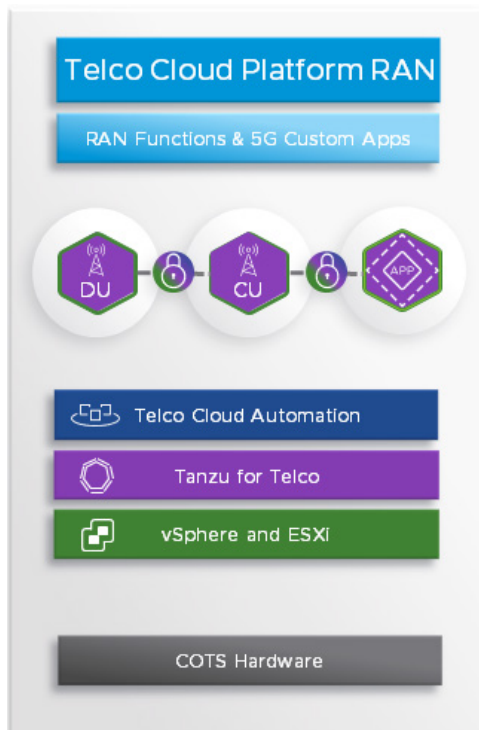 Telco Cloud Platform RAN
RAN Functions & 5G Custom Apps
DU
CU
APP
Telco Cloud Automation
Tanzu for Telco
vSphere and ESXi
COTS Hardware